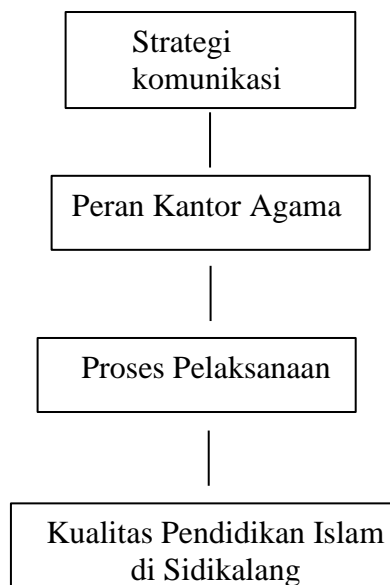 Strategi
komunikasi
Peran Kantor Agama
Proses Pelaksanaan
Kualitas Pendidikan Islam
di Sidikalang